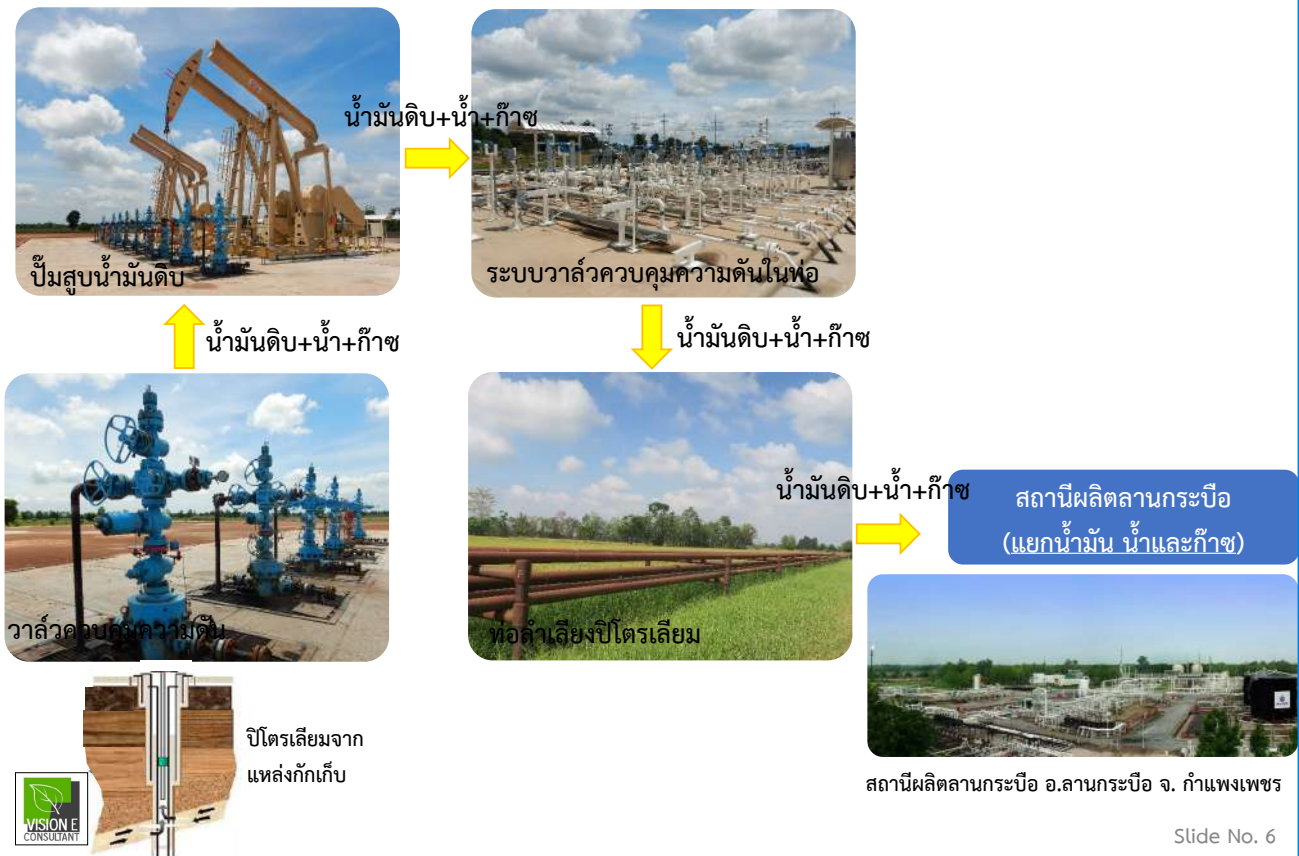 น้ำมันดิบ+น้ำ+ก๊าซ
ปั๊มสูบน้ำมันดิบ
ระบบวาล์วควบคุมความดันในท่อ
น้ำมันดิบ+น้ำ+ก๊าซ
น้ำมันดิบ+น้ำ+ก๊าซ
น้ำมันดิบ+น้ำ+ก๊าซ
สถานีผลิตลานกระบือ
(แยกน้ำมัน น้ำและก๊าซ)
วาล์วควบคุมความดัน
ท่อลำเลียงปิโตรเลียม
ปิโตรเลียมจาก
แหล่งกักเก็บ
สถานีผลิตลานกระบือ อ.ลานกระบือ จ. กำแพงเพชร
VISION E
CONSULTANT
Slide No. 6